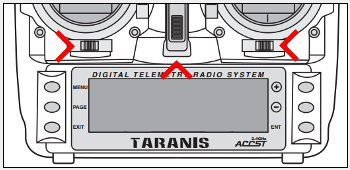 DIGITAL TELEMETRY RADIO SYSTEM
MENU
PAGE
EXIT
ENT
TARANIS
2.4GHz
ACCST